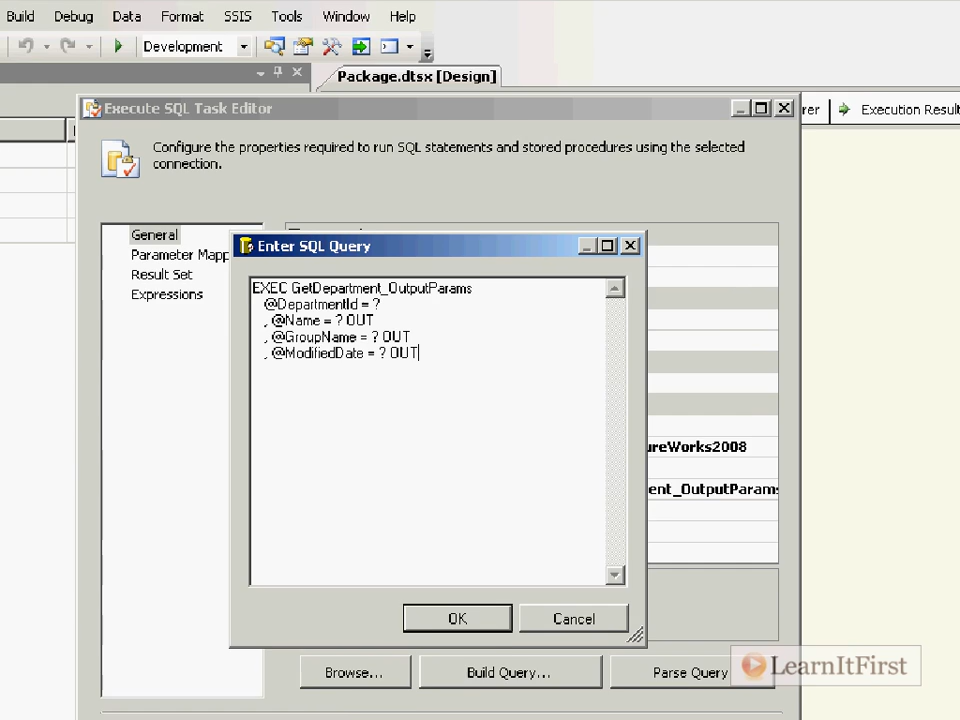 Build Debug Data Format SSIS Tools Window Help
Development
Package.dtsx [Design]
Execute SQL Task Editor
rer Execution Result
Configure the properties required to run SQL statements and stored procedures using the selected
connection.
General
Parameter Mapp
Result Set
Expressions
Enter SQL Query
EXEC GetDepartment_OutputParams
@DepartmentId = ?
, @Name = ? OUT
, @GroupName = ? OUT
, @ModifiedDate = ? OUT
ureWorks2008
ent_OutputParams
OK Cancel
Browse... Build Query... Parse Query
LearnItFirst